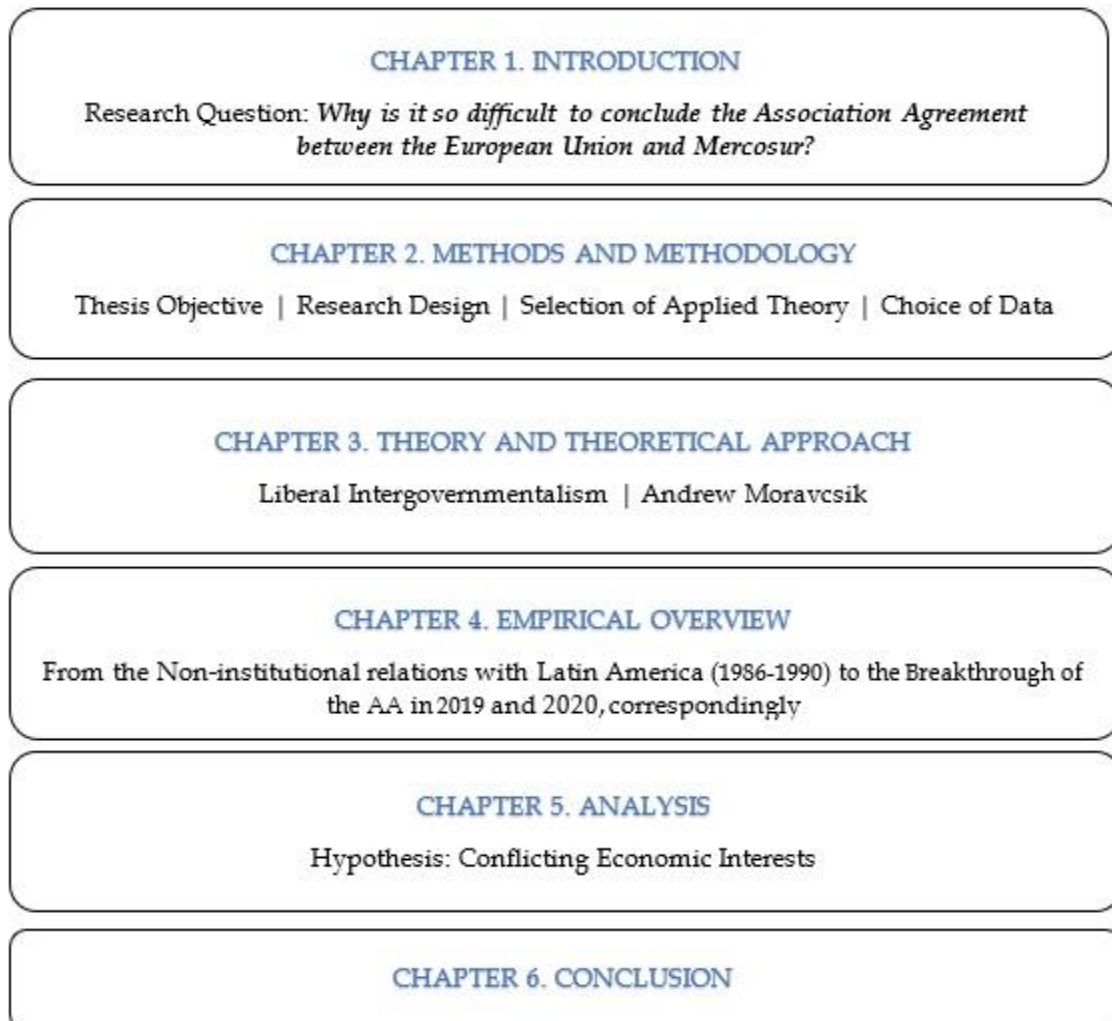 CHAPTER 1. INTRODUCTION
Research Question: Why is it so difficult to conclude the Association Agreement
between the European Union and Mercosur?
CHAPTER 2. METHODS AND METHODOLOGY
Thesis Objective | Research Design | Selection of Applied Theory | Choice of Data
CHAPTER 3. THEORY AND THEORETICAL APPROACH
Liberal Intergovernmentalism | Andrew Moravcsik
CHAPTER 4. EMPIRICAL OVERVIEW
From the Non-institutional relations with Latin America (1986-1990) to the Breakthrough of
the AA in 2019 and 2020, correspondingly
CHAPTER 5. ANALYSIS
Hypothesis: Conflicting Economic Interests
CHAPTER 6. CONCLUSION